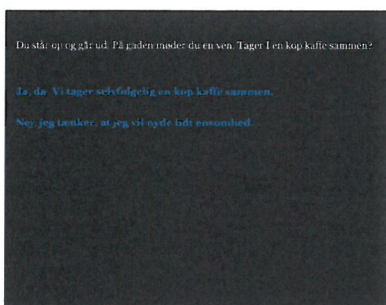 Du står op og går ud. På gaden møder du en ven. Tager I en kop kaffe sammen?
Ja, da. Vi tager selvfølgelig en kop kaffe sammen.
Nej, jeg tænker, at jeg vil nyde lidt ensomhed.